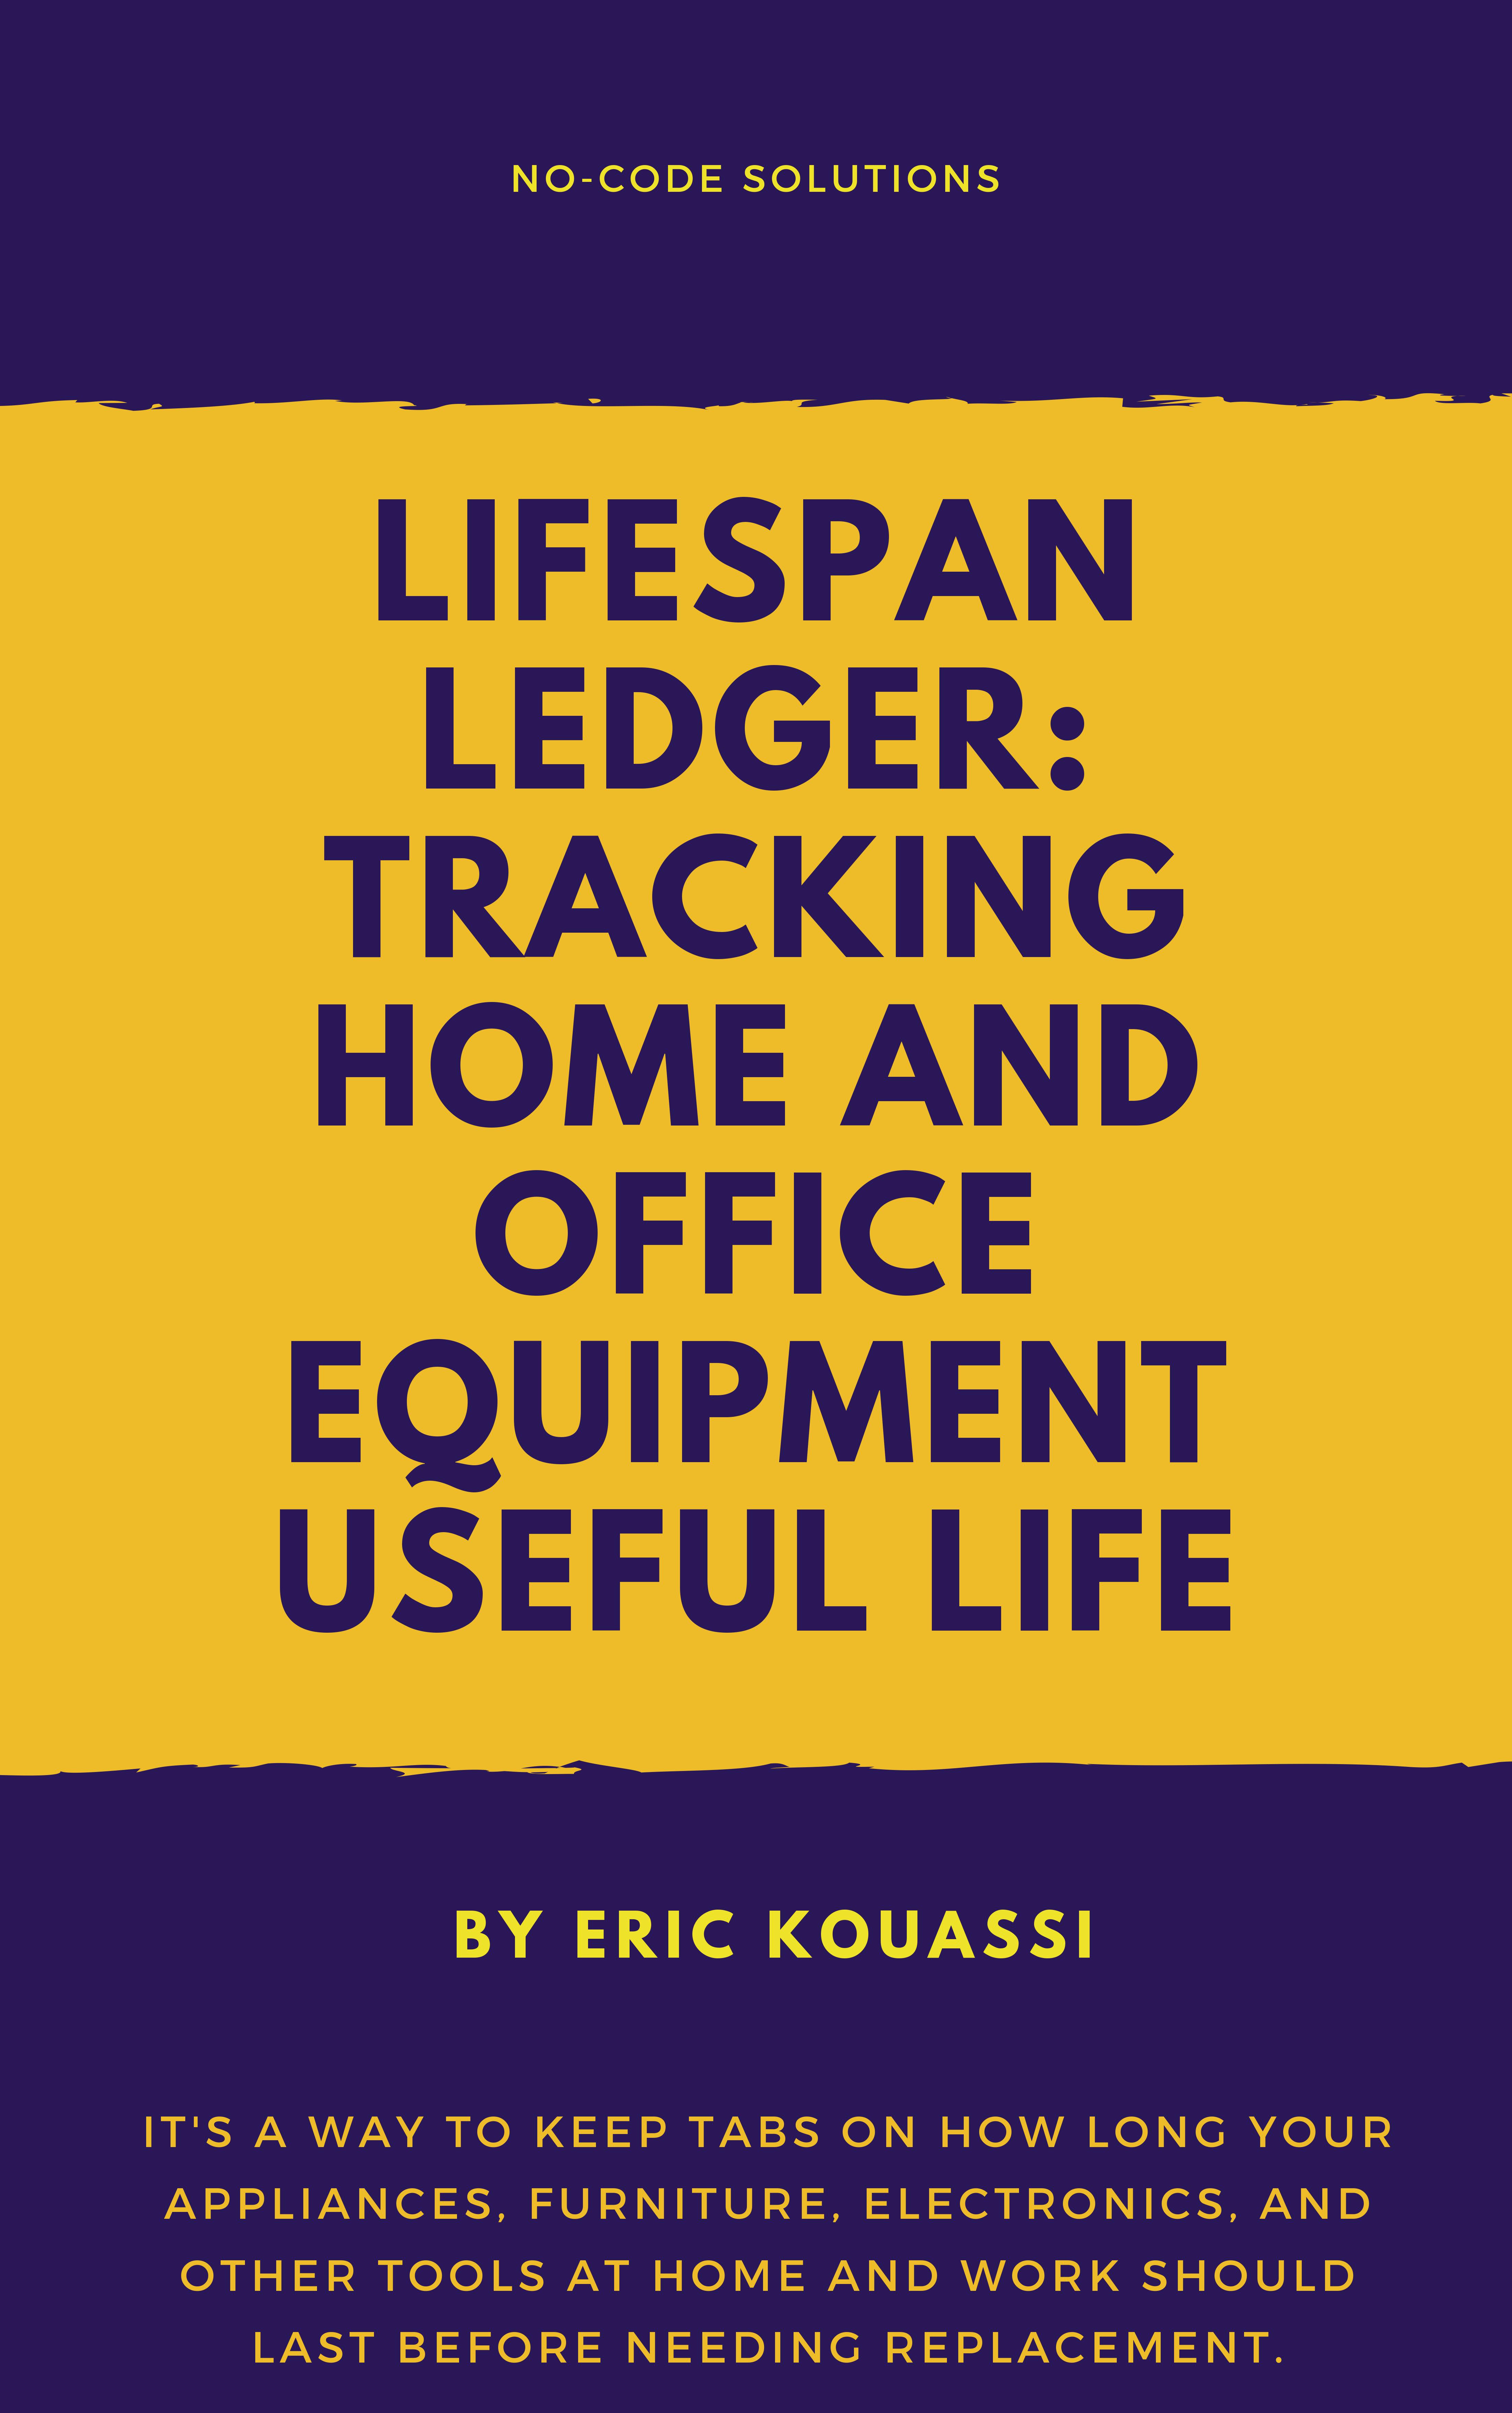 NO-CODE SOLUTIONS
LIFESPAN
LEDGER:
TRACKING
HOME AND
OFFICE
EQUIPMENT
USEFUL LIFE
BY ERIC KOUASSI
IT'S A WAY TO KEEP TABS ON HOW LONG YOUR
APPLIANCES, FURNITURE, ELECTRONICS, AND
OTHER TOOLS AT HOME AND WORK SHOULD
LAST BEFORE NEEDING REPLACEMENT.